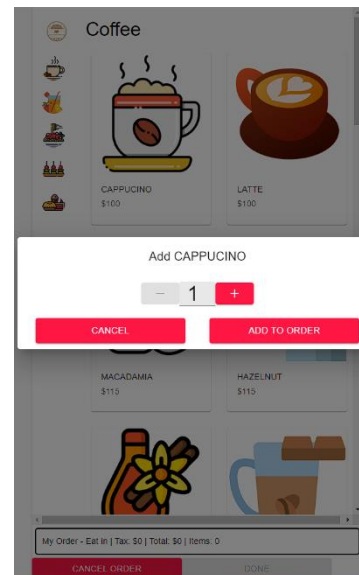 Coffee
CAPPUCINO
$100
LATTE
$100
Add CAPPUCINO
− 1 +
CANCEL
ADD TO ORDER
MACADAMIA
$115
HAZELNUT
$115
My Order - Eat In | Tax: $0 | Total: $0 | Items: 0
CANCEL ORDER
DONE